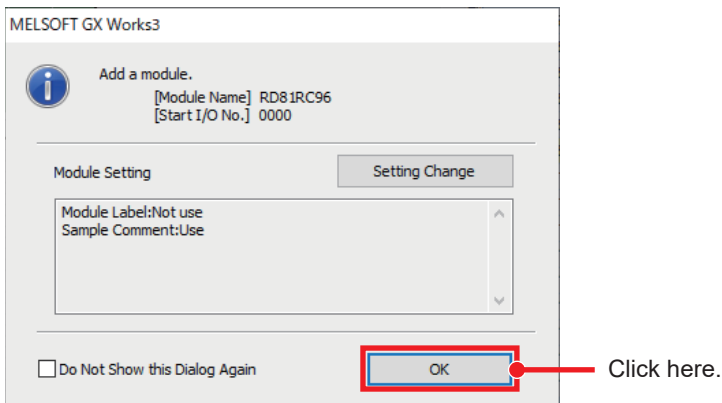 MELSOFT GX Works3
Add a module.
[Module Name] RD81RC96
[Start I/O No.] 0000
Module Setting
Setting Change
Module Label:Not use
Sample Comment:Use
Do Not Show this Dialog Again
OK
Click here.